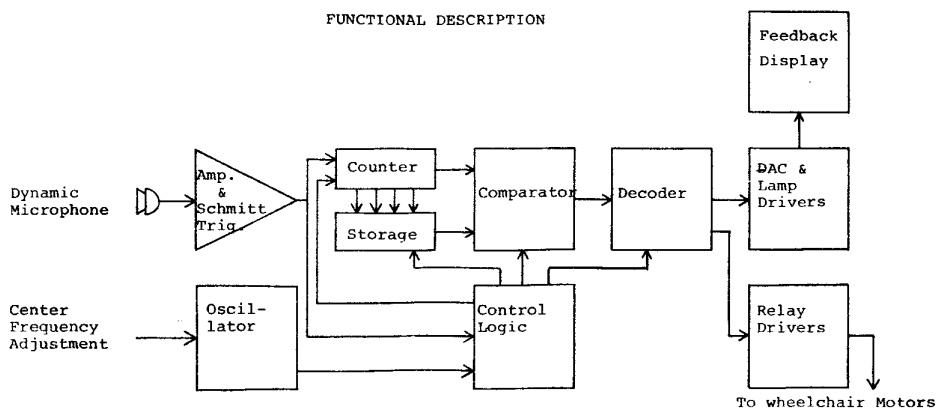 FUNCTIONAL DESCRIPTION
Feedback
Display
Dynamic
Microphone
Amp.
&
Schmitt
Trig.
Counter
Storage
Comparator
Decoder
DAC &
Lamp
Drivers
Center
Frequency
Adjustment
Oscil-
lator
Control
Logic
Relay
Drivers
To wheelchair Motors